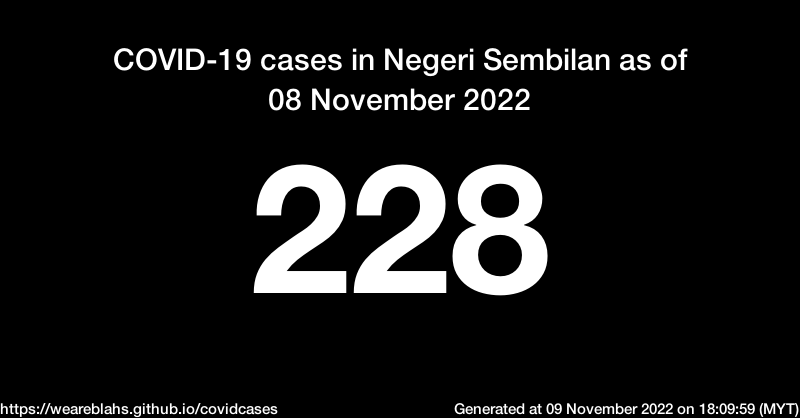 COVID-19 cases in Negeri Sembilan as of
08 November 2022
228
https://weareblahs.github.io/covidcases
Generated at 09 November 2022 on 18:09:59 (MYT)